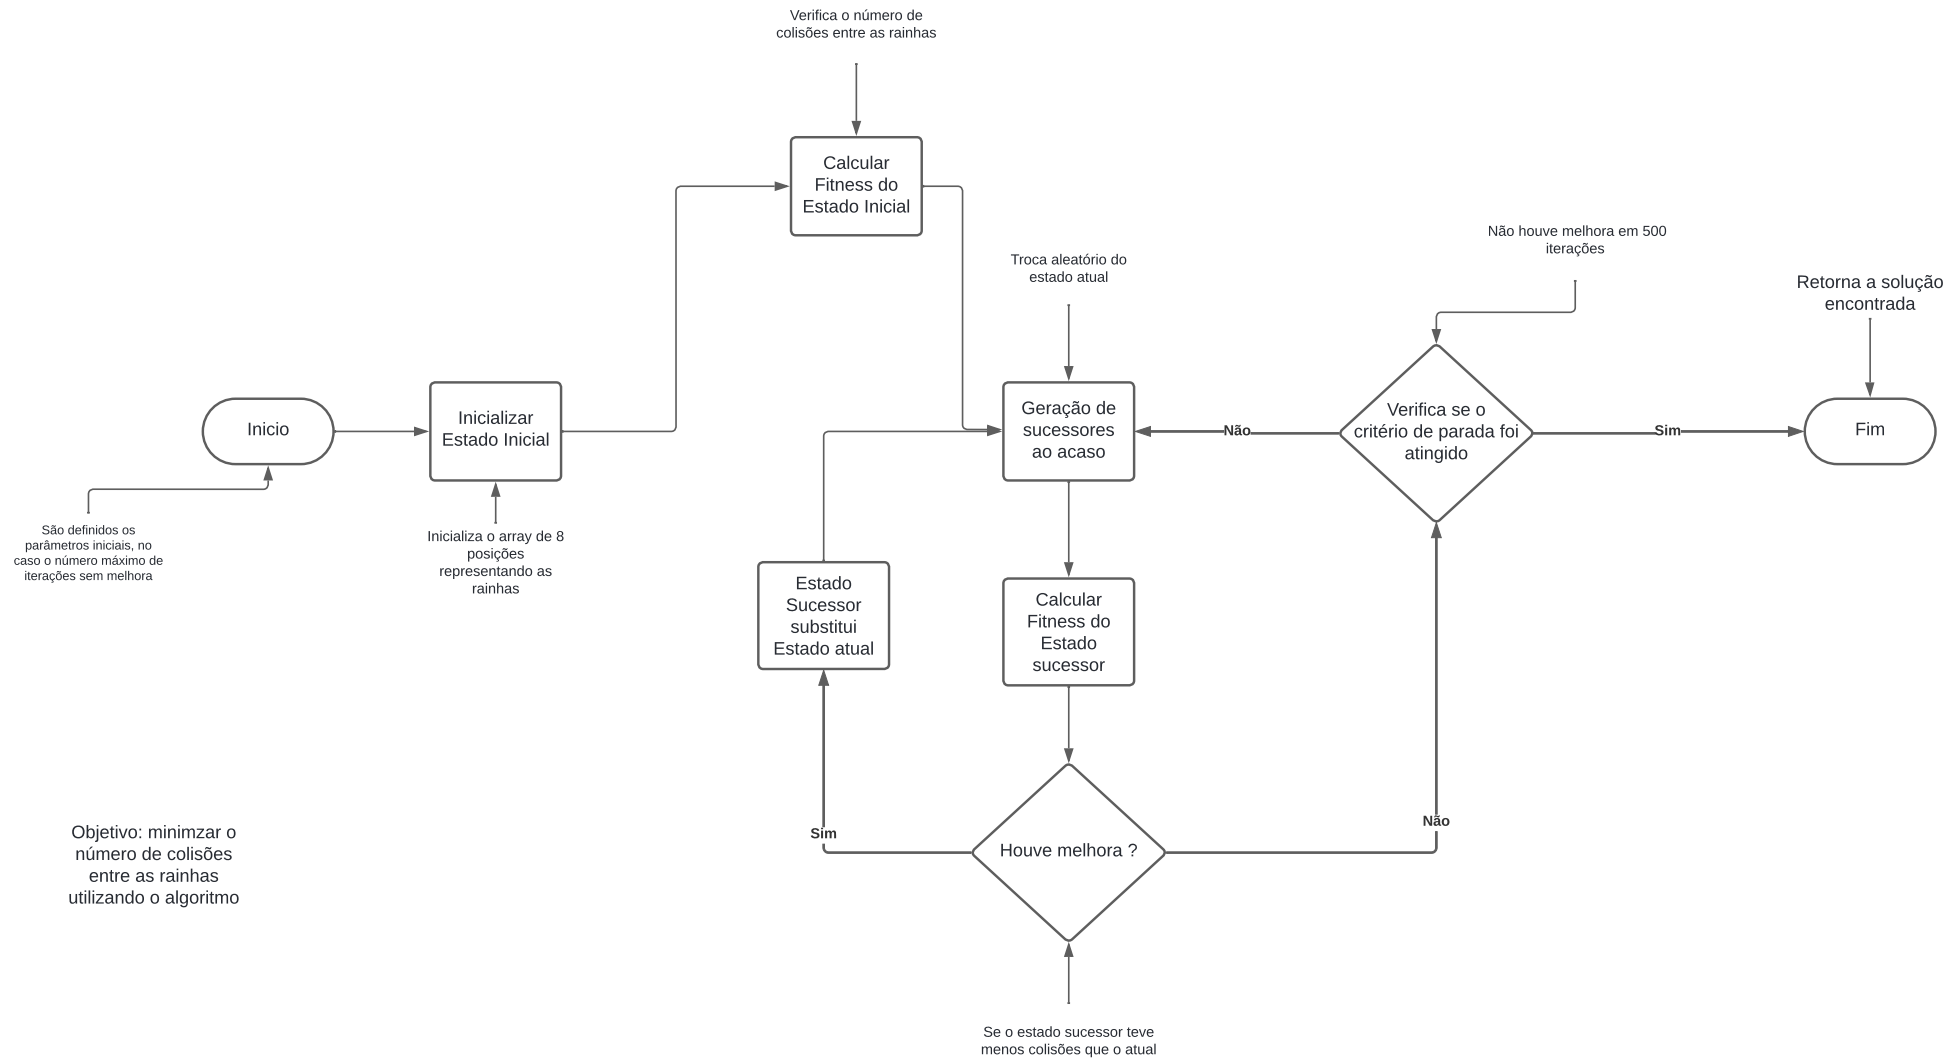 Verifica o número de
colisões entre as rainhas
Calcular
Fitness do
Estado Inicial
Troca aleatório do
estado atual
Não houve melhora em 500
iterações
Retorna a solução
encontrada
Inicio
Inicializar
Estado Inicial
Geração de
sucessores
ao acaso
Não
Verifica se o
critério de parada foi
atingido
Sim
Fim
São definidos os
parâmetros iniciais, no
caso o número máximo de
iterações sem melhora
Inicializa o array de 8
posições
representando as
rainhas
Estado
Sucessor
substitui
Estado atual
Calcular
Fitness do
Estado
sucessor
Sim
Houve melhora ?
Não
Objetivo: minimzar o
número de colisões
entre as rainhas
utilizando o algoritmo
Se o estado sucessor teve
menos colisões que o atual